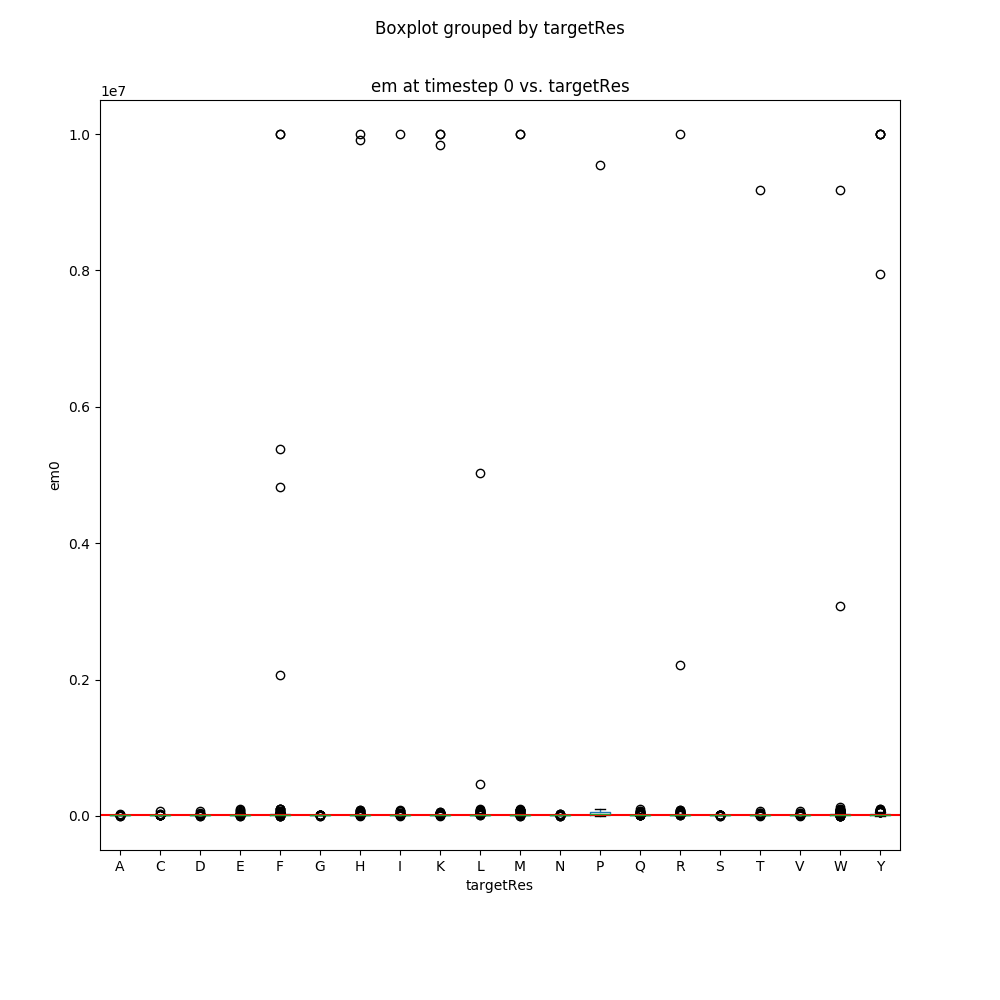 Boxplot grouped by targetRes
em at timestep 0 vs. targetRes
1e7
1.0
0.8
0.6
0.4
0.2
0.0
em0
A C D E F G H I K L M N P Q R S T V W Y
targetRes